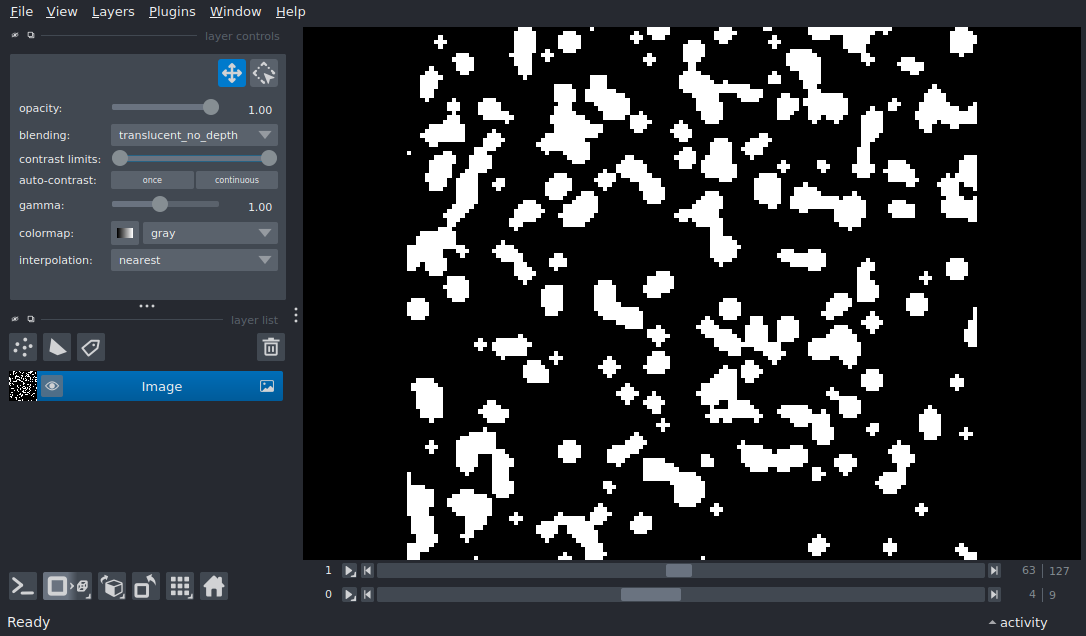 File View Layers Plugins Window Help
layer controls
opacity: 1.00
blending: translucent_no_depth
contrast limits:
auto-contrast: once continuous
gamma: 1.00
colormap: gray
interpolation: nearest
layer list
Image
1 63 127
0 4 9
Ready activity